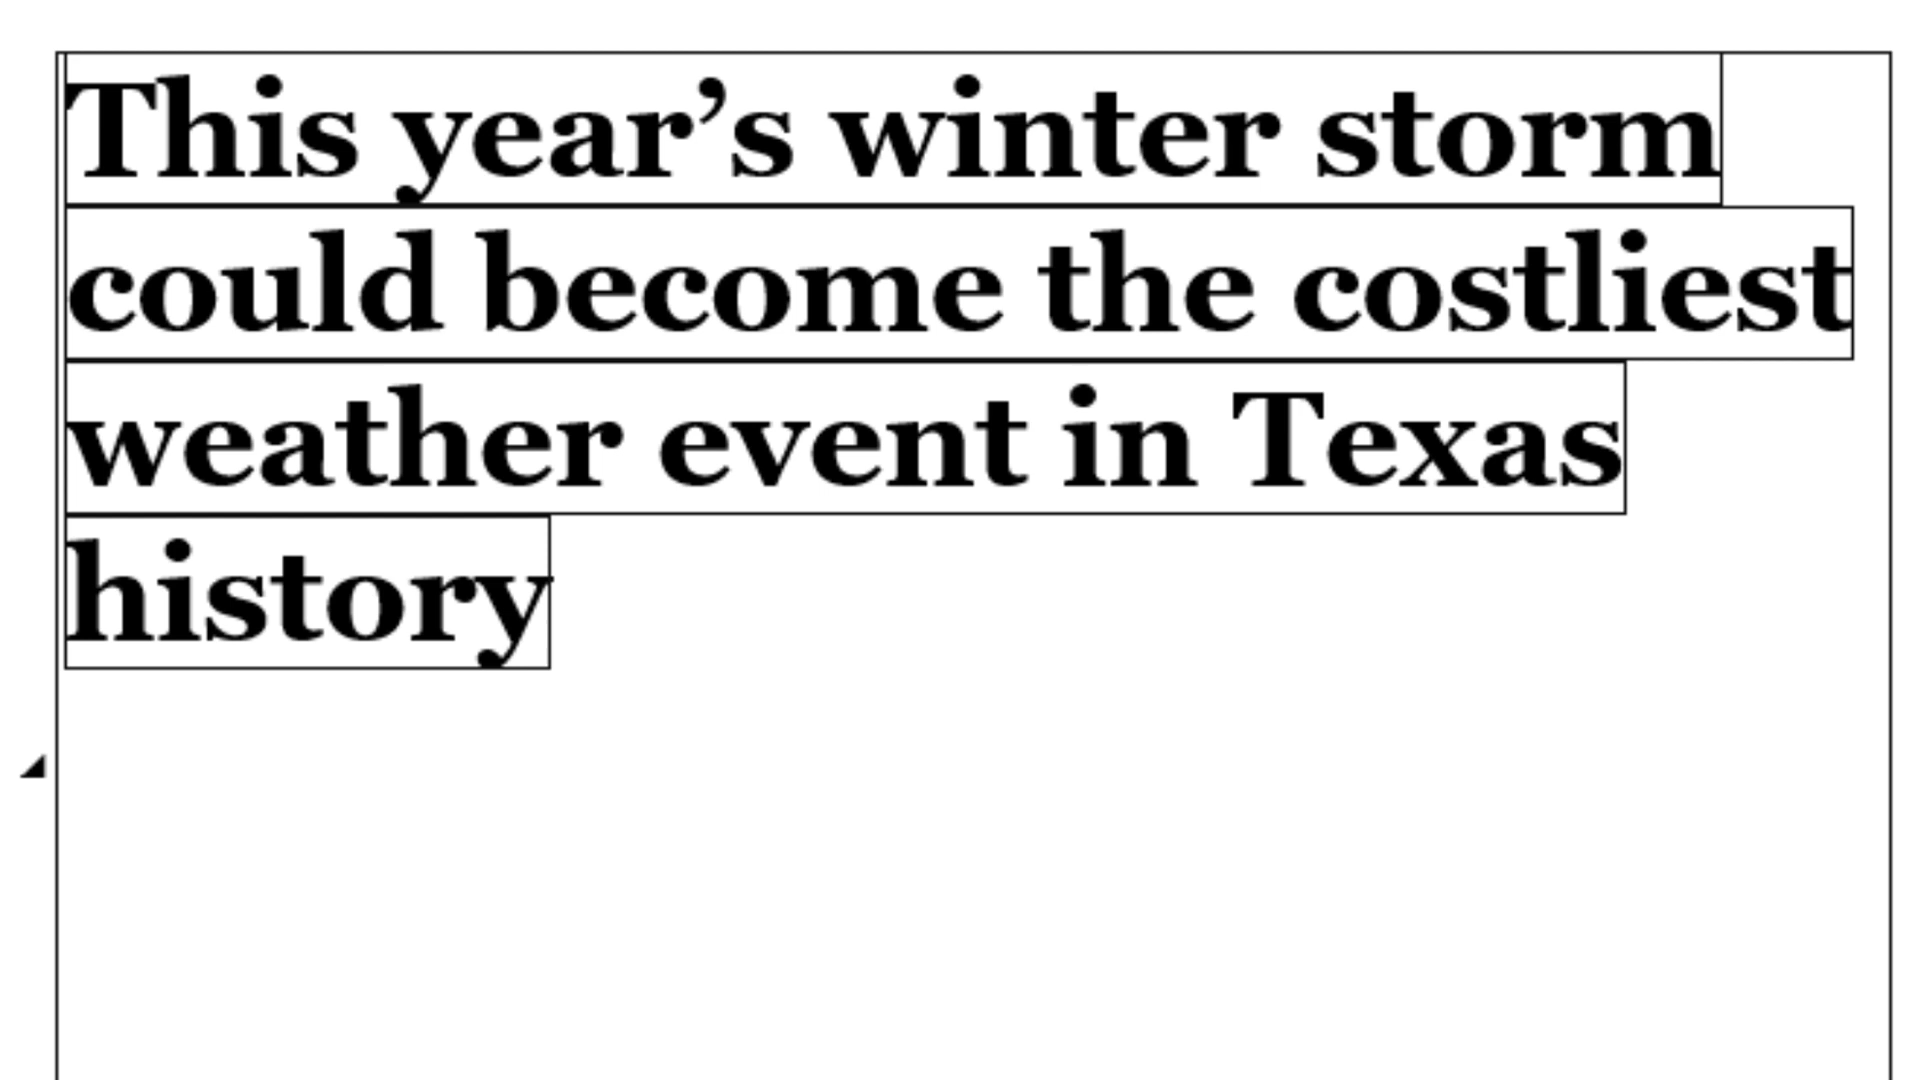 This year’s winter storm
could become the costliest
weather event in Texas
history